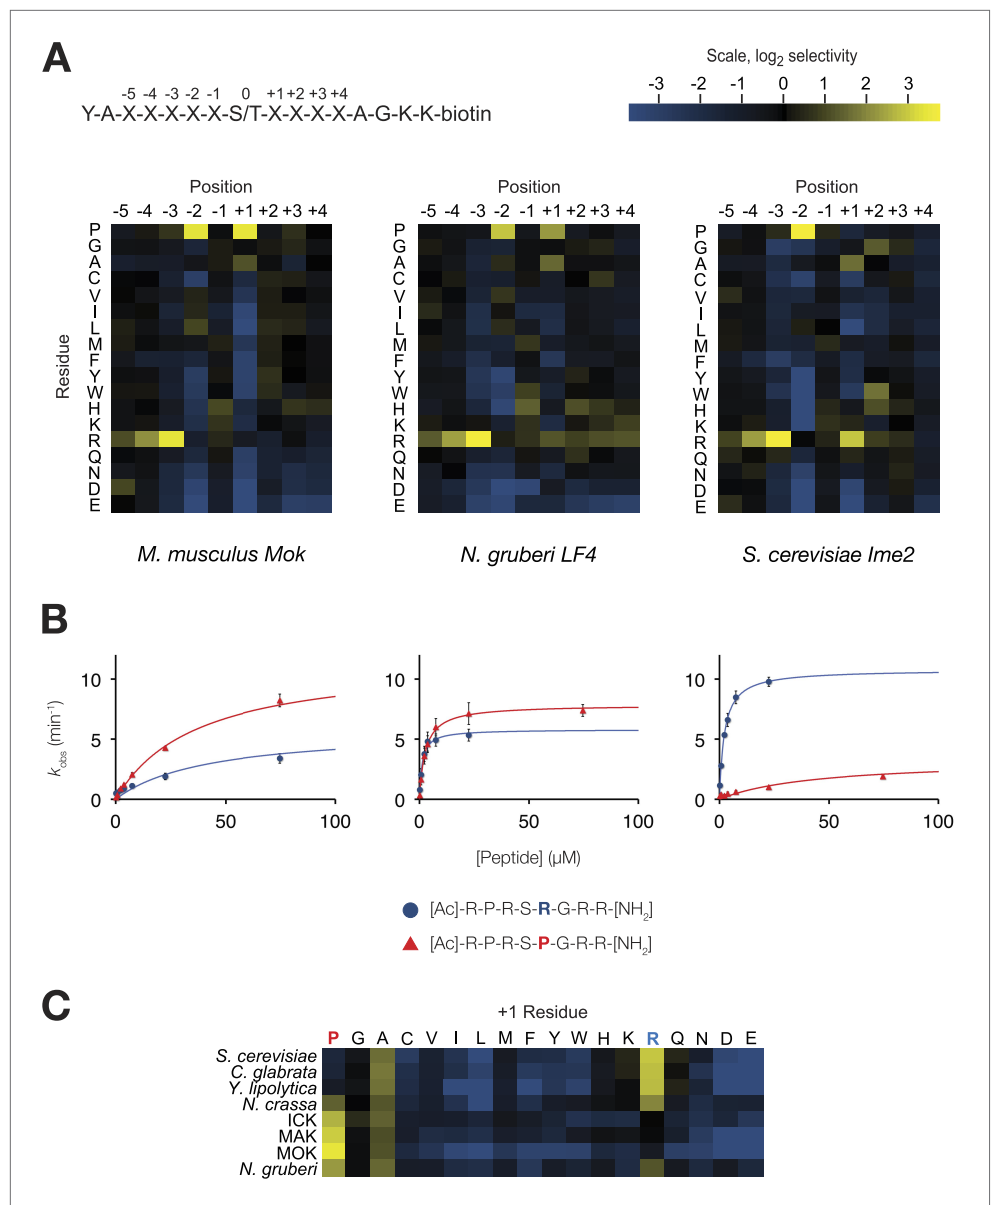 A
Scale, log2 selectivity
-3 -2 -1 0 1 2 3
-5 -4 -3 -2 -1 0 +1 +2 +3 +4
Y-A-X-X-X-X-X-S/T-X-X-X-X-A-G-K-K-biotin
Position Position Position
-5 -4 -3 -2 -1 +1 +2 +3 +4 -5 -4 -3 -2 -1 +1 +2 +3 +4 -5 -4 -3 -2 -1 +1 +2 +3 +4
Residue
P P P
G G G
A A A
C C C
V V V
I I I
L L L
M M M
F F F
Y Y Y
W W W
H H H
K K K
R R R
Q Q Q
N N N
D D D
E E E
M. musculus Mok N. gruberi LF4 S. cerevisiae Ime2
B
kobs (min-1)
10 10 10
5 5 5
0 0 0
0 50 100 0 50 100 0 50 100
[Peptide] (µM)
[Ac]-R-P-R-S-R-G-R-R-[NH2]
[Ac]-R-P-R-S-P-G-R-R-[NH2]
C
+1 Residue
P G A C V I L M F Y W H K R Q N D E
S. cerevisiae
C. glabrata
Y. lipolytica
N. crassa
ICK
MAK
MOK
N. gruberi